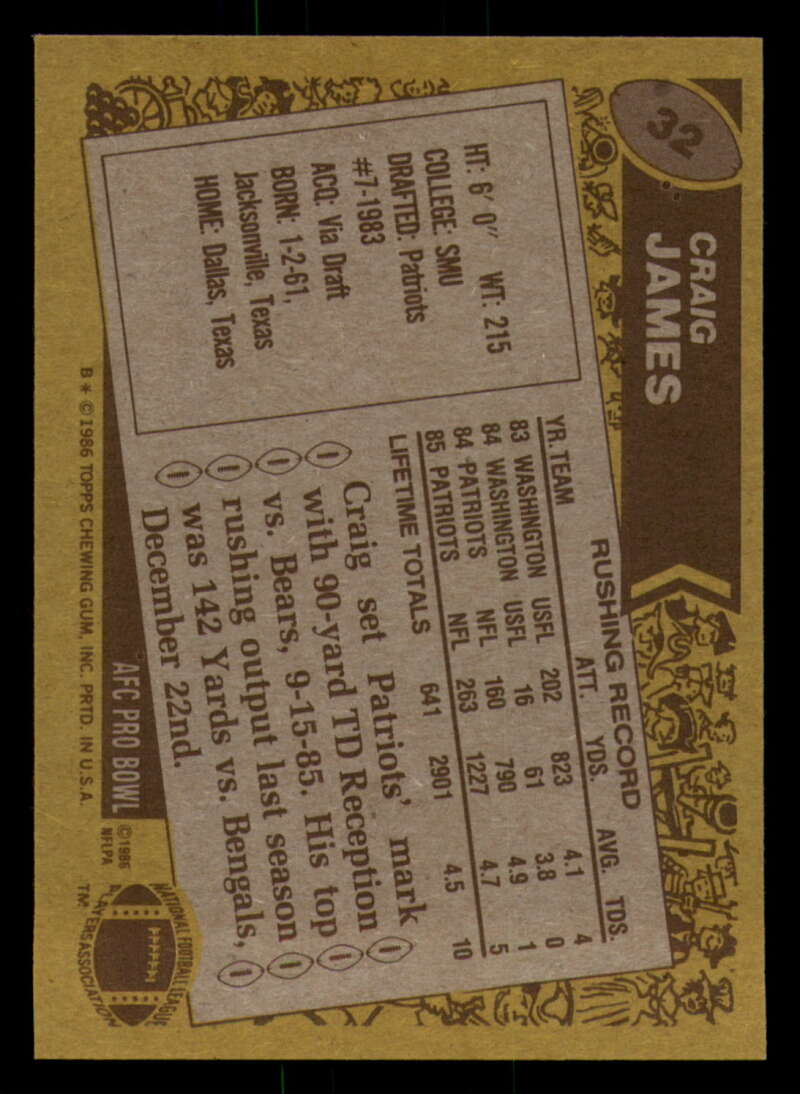 32
CRAIG
JAMES
HT: 6' 0" WT: 215
COLLEGE: SMU
DRAFTED: Patriots
#7-1983
ACQ: Via Draft
BORN: 1-2-61,
Jacksonville, Texas
HOME: Dallas, Texas
RUSHING RECORD
YR. TEAM ATT. YDS. AVG. TDS.
83 WASHINGTON USFL 202 823 4.1 4
84 WASHINGTON USFL 16 61 3.8 0
84 PATRIOTS NFL 160 790 4.9 1
85 PATRIOTS NFL 263 1227 4.7 5
LIFETIME TOTALS 641 2901 4.5 10
Craig set Patriots' mark
with 90-yard TD Reception
vs. Bears, 9-15-85. His top
rushing output last season
was 142 Yards vs. Bengals,
December 22nd.
AFC PRO BOWL
B* ©1986 TOPPS CHEWING GUM, INC. PRTD. IN U.S.A.
©1986
NFLPA
NATIONAL FOOTBALL LEAGUE
PLAYERS ASSOCIATION
TM